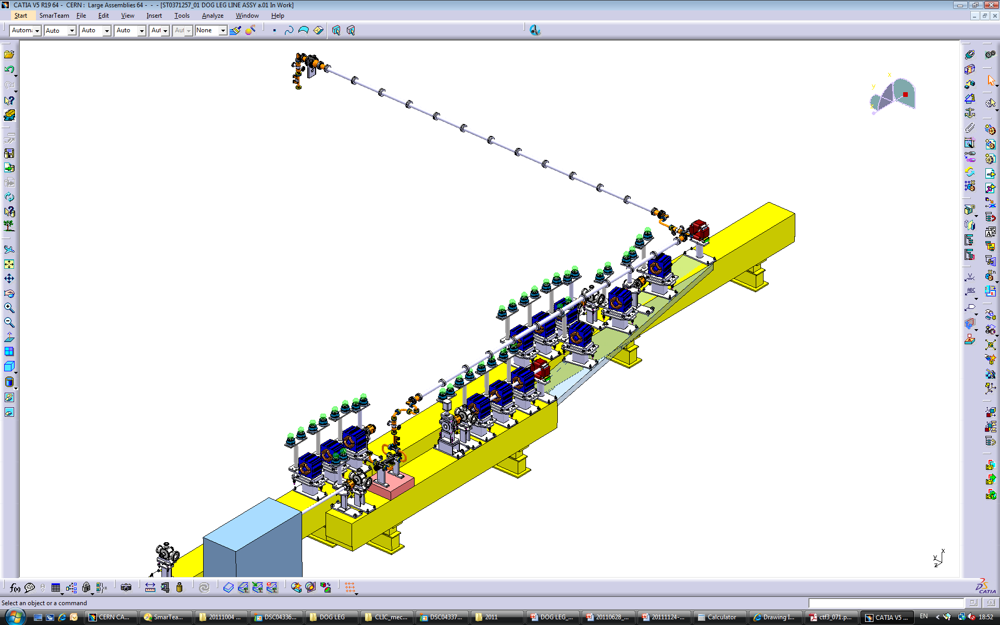 CATIA V5 R19 64 - CERN : Large Assemblies 64 - - - [ST0371257_01 DOG LEG LINE ASSY a.01 In Work]
Start SmarTeam File Edit View Insert Tools Analyze Window Help
Autom Auto Auto Auto Aut Aut None
x
y
ABC
x
y
z
f(x)
DS
CATIA
Select an object or a command
CERN CA... SmarTea... 20111004 ... DSC04336... DOG LEG CLIC_mec... DSC04337... 2011 DOG LEG_... 20110628_... 20111124-... Calculator Drawing I... ctf3_071.p... CATIA V5 ... EN < 18:52